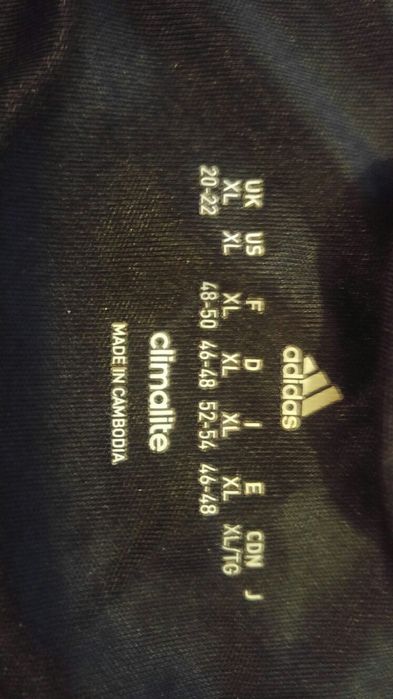 adidas
UK US F D I E CDN J
XL XL XL XL XL XL XL/TG
20-22 48-50 46-48 52-54 46-48
climalite
MADE IN CAMBODIA